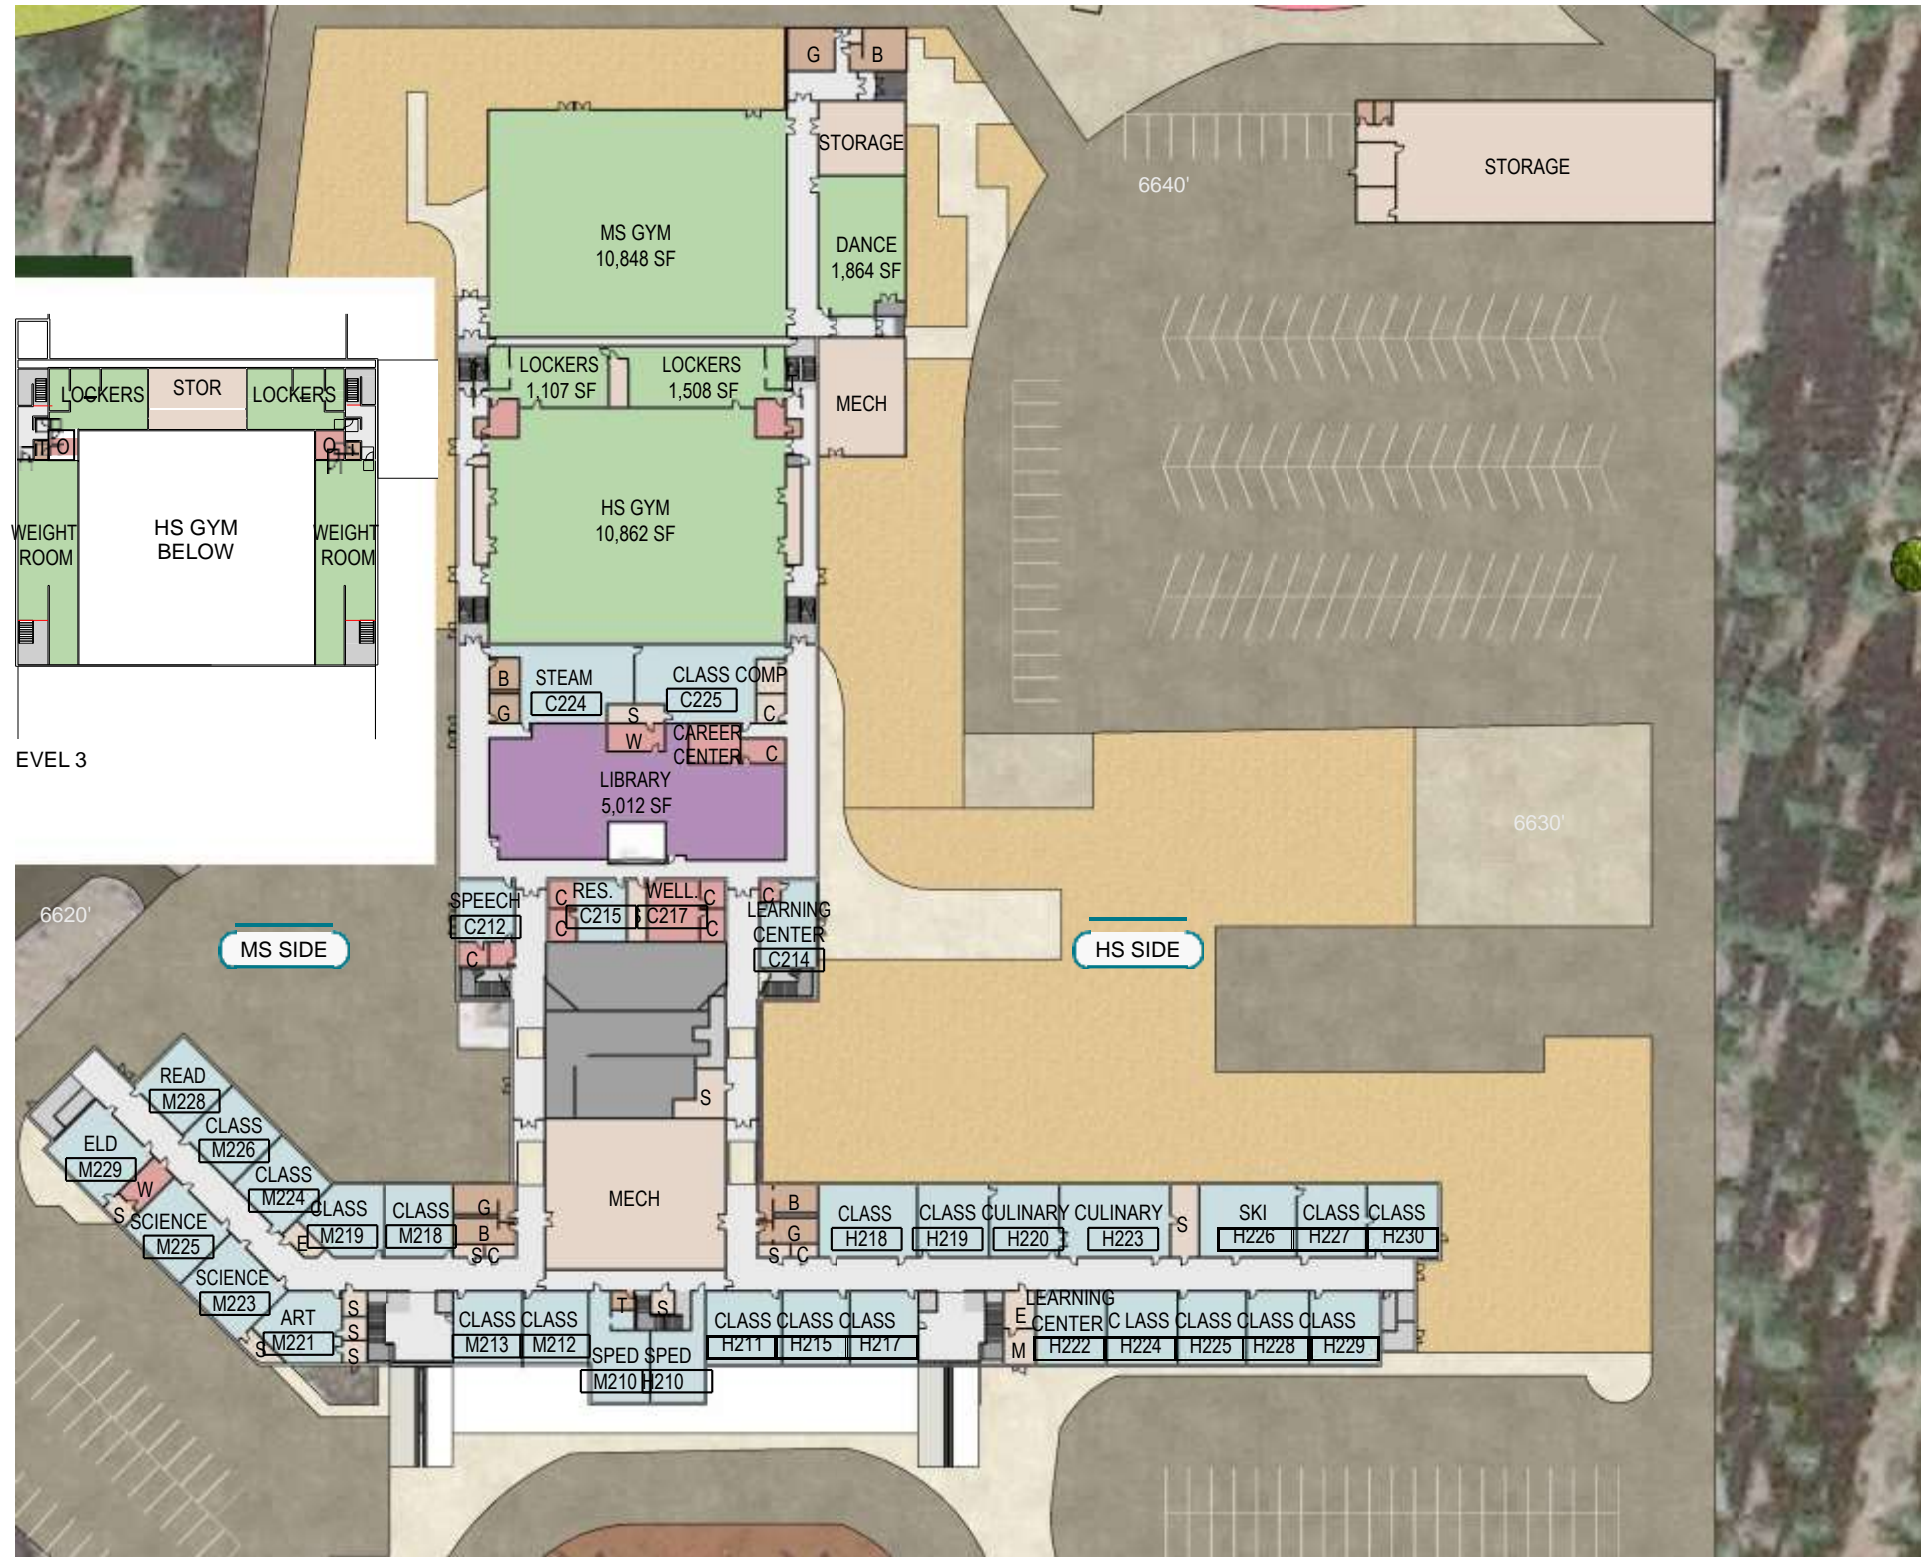 G
B
STORAGE
STORAGE
6640'
MS GYM
10,848 SF
DANCE
1,864 SF
LOCKERS
1,107 SF
LOCKERS
1,508 SF
MECH
LOCKERS
STOR
LOCKERS
O
O
WEIGHT
ROOM
HS GYM
BELOW
WEIGHT
ROOM
HS GYM
10,862 SF
B
STEAM
C224
CLASS COMP
C225
G
S
C
W
CAREER
CENTER
C
EVEL 3
LIBRARY
5,012 SF
6630'
6620'
MS SIDE
HS SIDE
SPEECH
C212
C
C
RES.
C215
C
S
WELL.
C217
C
C
C
LEARNING
CENTER
C214
S
READ
M228
CLASS
M226
ELD
M229
CLASS
M224
W
S
SCIENCE
M225
CLASS
M219
CLASS
M218
G
B
S C
E
MECH
B
G
S C
CLASS
H218
CLASS
H219
CULINARY
H220
CULINARY
H223
S
SKI
H226
CLASS
H227
CLASS
H230
SCIENCE
M223
ART
M221
S
S
S
S
CLASS
M213
CLASS
M212
T
S
SPED
M210
SPED
H210
CLASS
H211
CLASS
H215
CLASS
H217
E
M
LEARNING
CENTER
H222
C LASS
H224
CLASS
H225
CLASS
H228
CLASS
H229